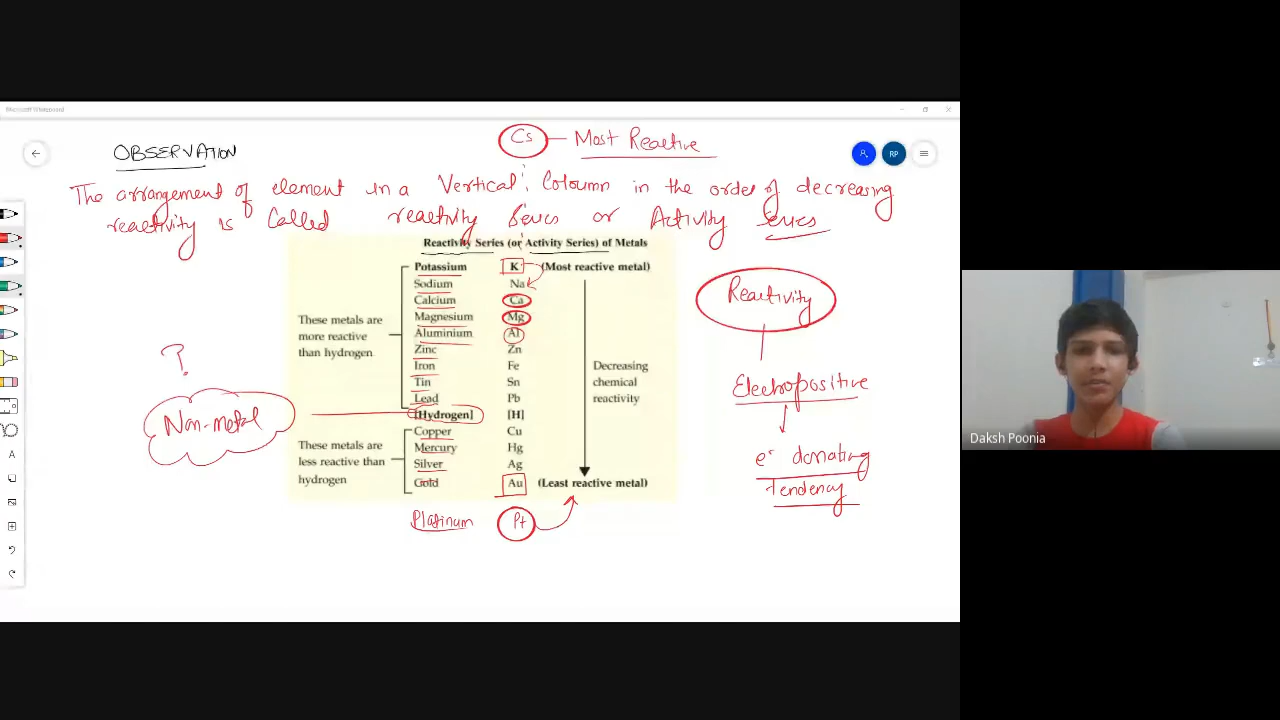 Microsoft Whiteboard
OBSERVATION
Cs — Most Reactive
RP
The arrangement of element in a Vertical Coloumn in the order of decreasing
reactivity is Called reactivity Series or Activity series
Reactivity Series (or Activity Series) of Metals
Potassium K (Most reactive metal)
Sodium Na
Calcium Ca
Magnesium Mg
Aluminium Al
Zinc Zn
Iron Fe
Tin Sn
Lead Pb
[Hydrogen] [H]
Copper Cu
Mercury Hg
Silver Ag
Gold Au (Least reactive metal)
Platinum Pt
These metals are
more reactive
than hydrogen
These metals are
less reactive than
hydrogen
Decreasing
chemical
reactivity
?
Non-metal
Reactivity
Electropositive
e⁻ donating
Tendency
A
Daksh Poonia